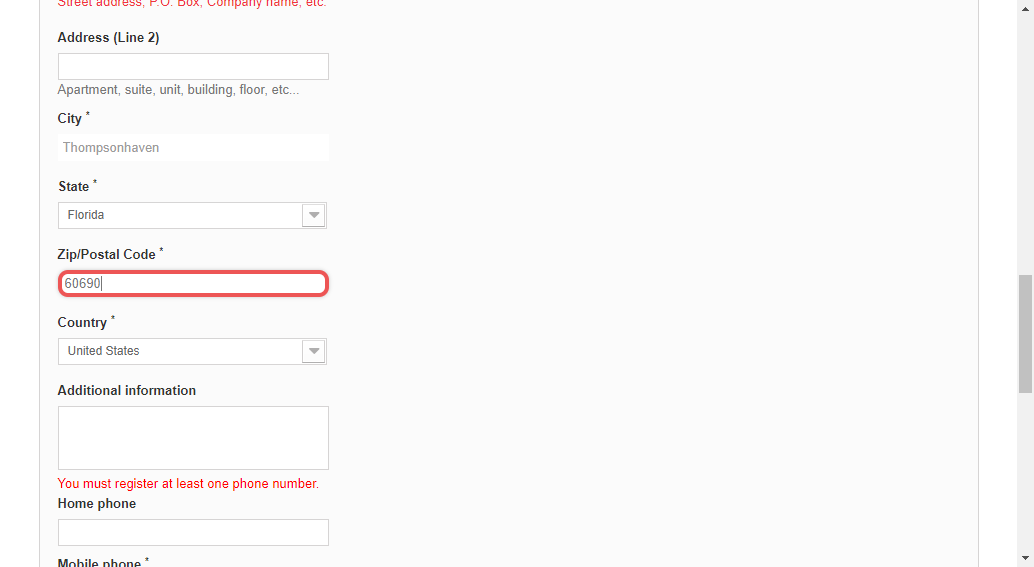 Street address, P.O. Box, Company name, etc.
Address (Line 2)
Apartment, suite, unit, building, floor, etc...
City *
Thompsonhaven
State *
Florida
Zip/Postal Code *
60690
Country *
United States
Additional information
You must register at least one phone number.
Home phone
Mobile phone *